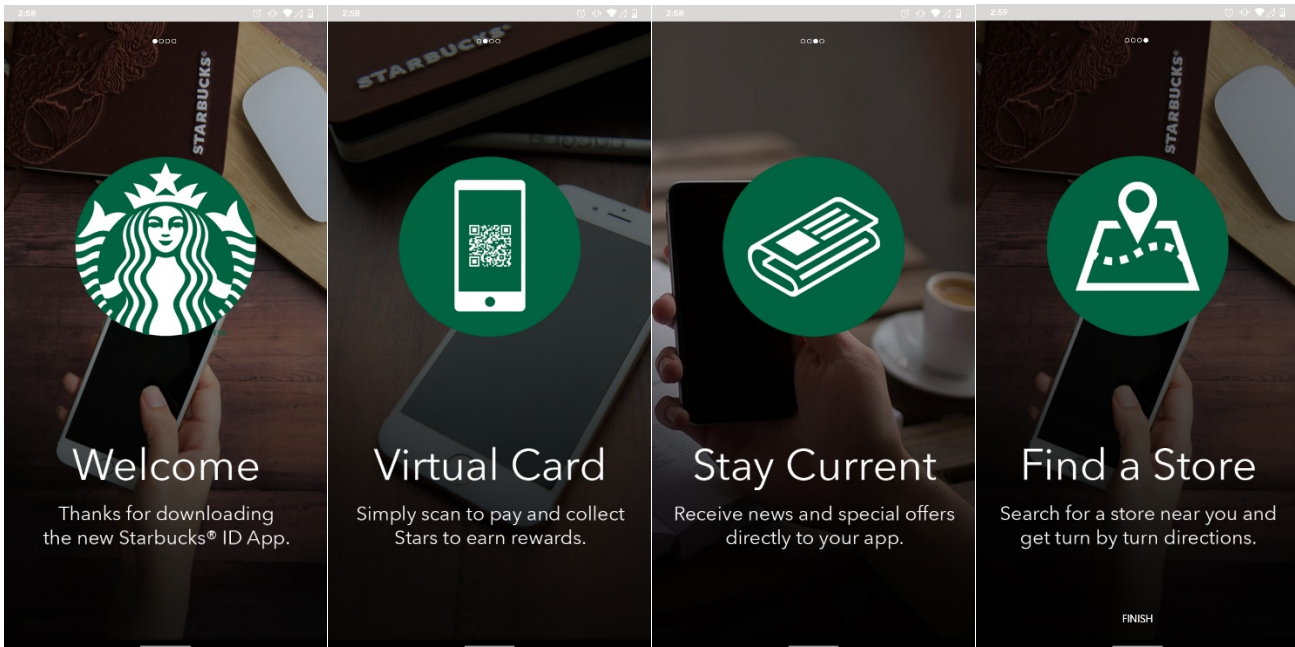 2:58
STARBUCKS®
Welcome
Thanks for downloading
the new Starbucks® ID App.
2:58
STARBUCKS®
Virtual Card
Simply scan to pay and collect
Stars to earn rewards.
2:58
Stay Current
Receive news and special offers
directly to your app.
2:59
STARBUCKS®
Find a Store
Search for a store near you and
get turn by turn directions.
FINISH